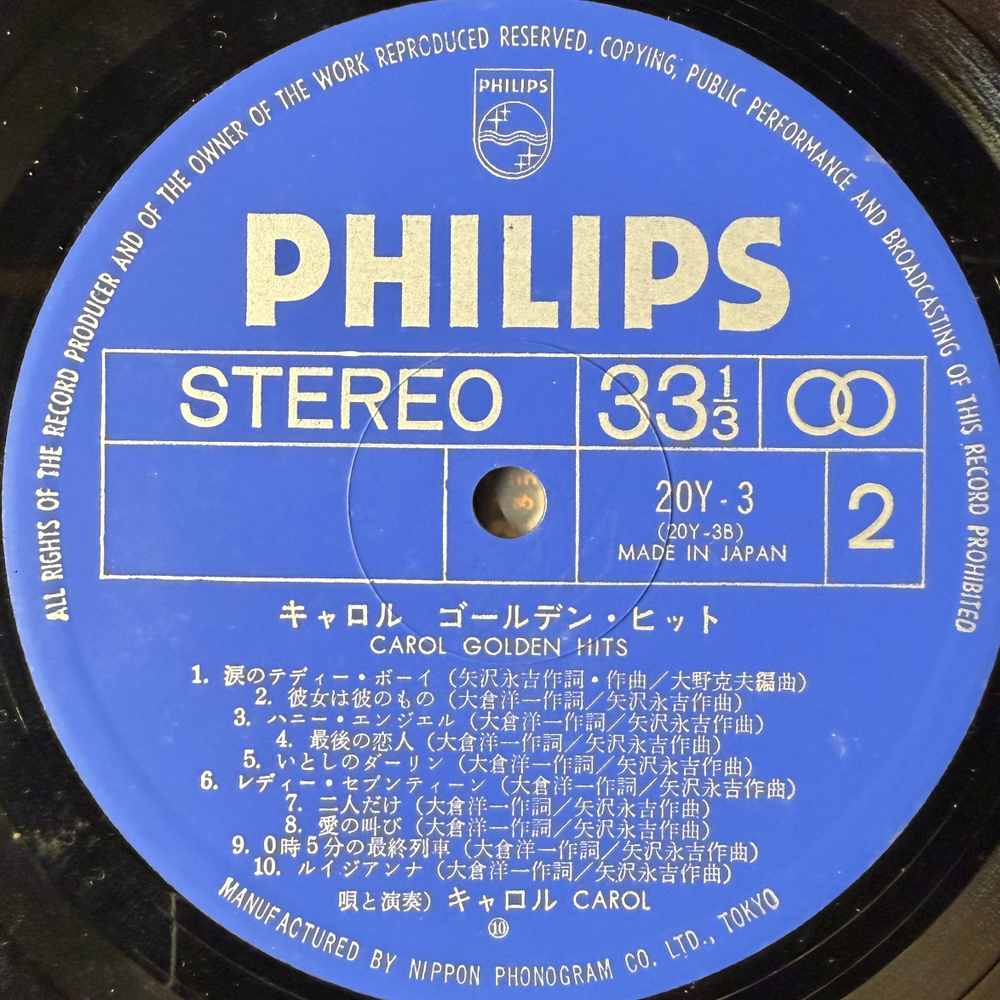 ALL RIGHTS OF THE RECORD PRODUCER AND OF THE OWNER OF THE WORK REPRODUCED RESERVED. COPYING, PUBLIC PERFORMANCE AND BROADCASTING OF THIS RECORD PROHIBITED
PHILIPS
PHILIPS
STEREO 33 1/3
20Y-3
(20Y-3B)
MADE IN JAPAN
2
キャロル ゴールデン・ヒット
CAROL GOLDEN HITS
1. 涙のテディー・ボーイ（矢沢永吉作詞・作曲／大野克夫編曲）
2. 彼女は彼のもの（大倉洋一作詞／矢沢永吉作曲）
3. ハニー・エンジェル（大倉洋一作詞／矢沢永吉作曲）
4. 最後の恋人（大倉洋一作詞／矢沢永吉作曲）
5. いとしのダーリン（大倉洋一作詞／矢沢永吉作曲）
6. レディー・セブンティーン（大倉洋一作詞／矢沢永吉作曲）
7. 二人だけ（大倉洋一作詞／矢沢永吉作曲）
8. 愛の叫び（大倉洋一作詞／矢沢永吉作曲）
9. 0時5分の最終列車（大倉洋一作詞／矢沢永吉作曲）
10. ルイジアンナ（大倉洋一作詞／矢沢永吉作曲）
唄と演奏）キャロル CAROL
⑩
MANUFACTURED BY NIPPON PHONOGRAM CO. LTD., TOKYO